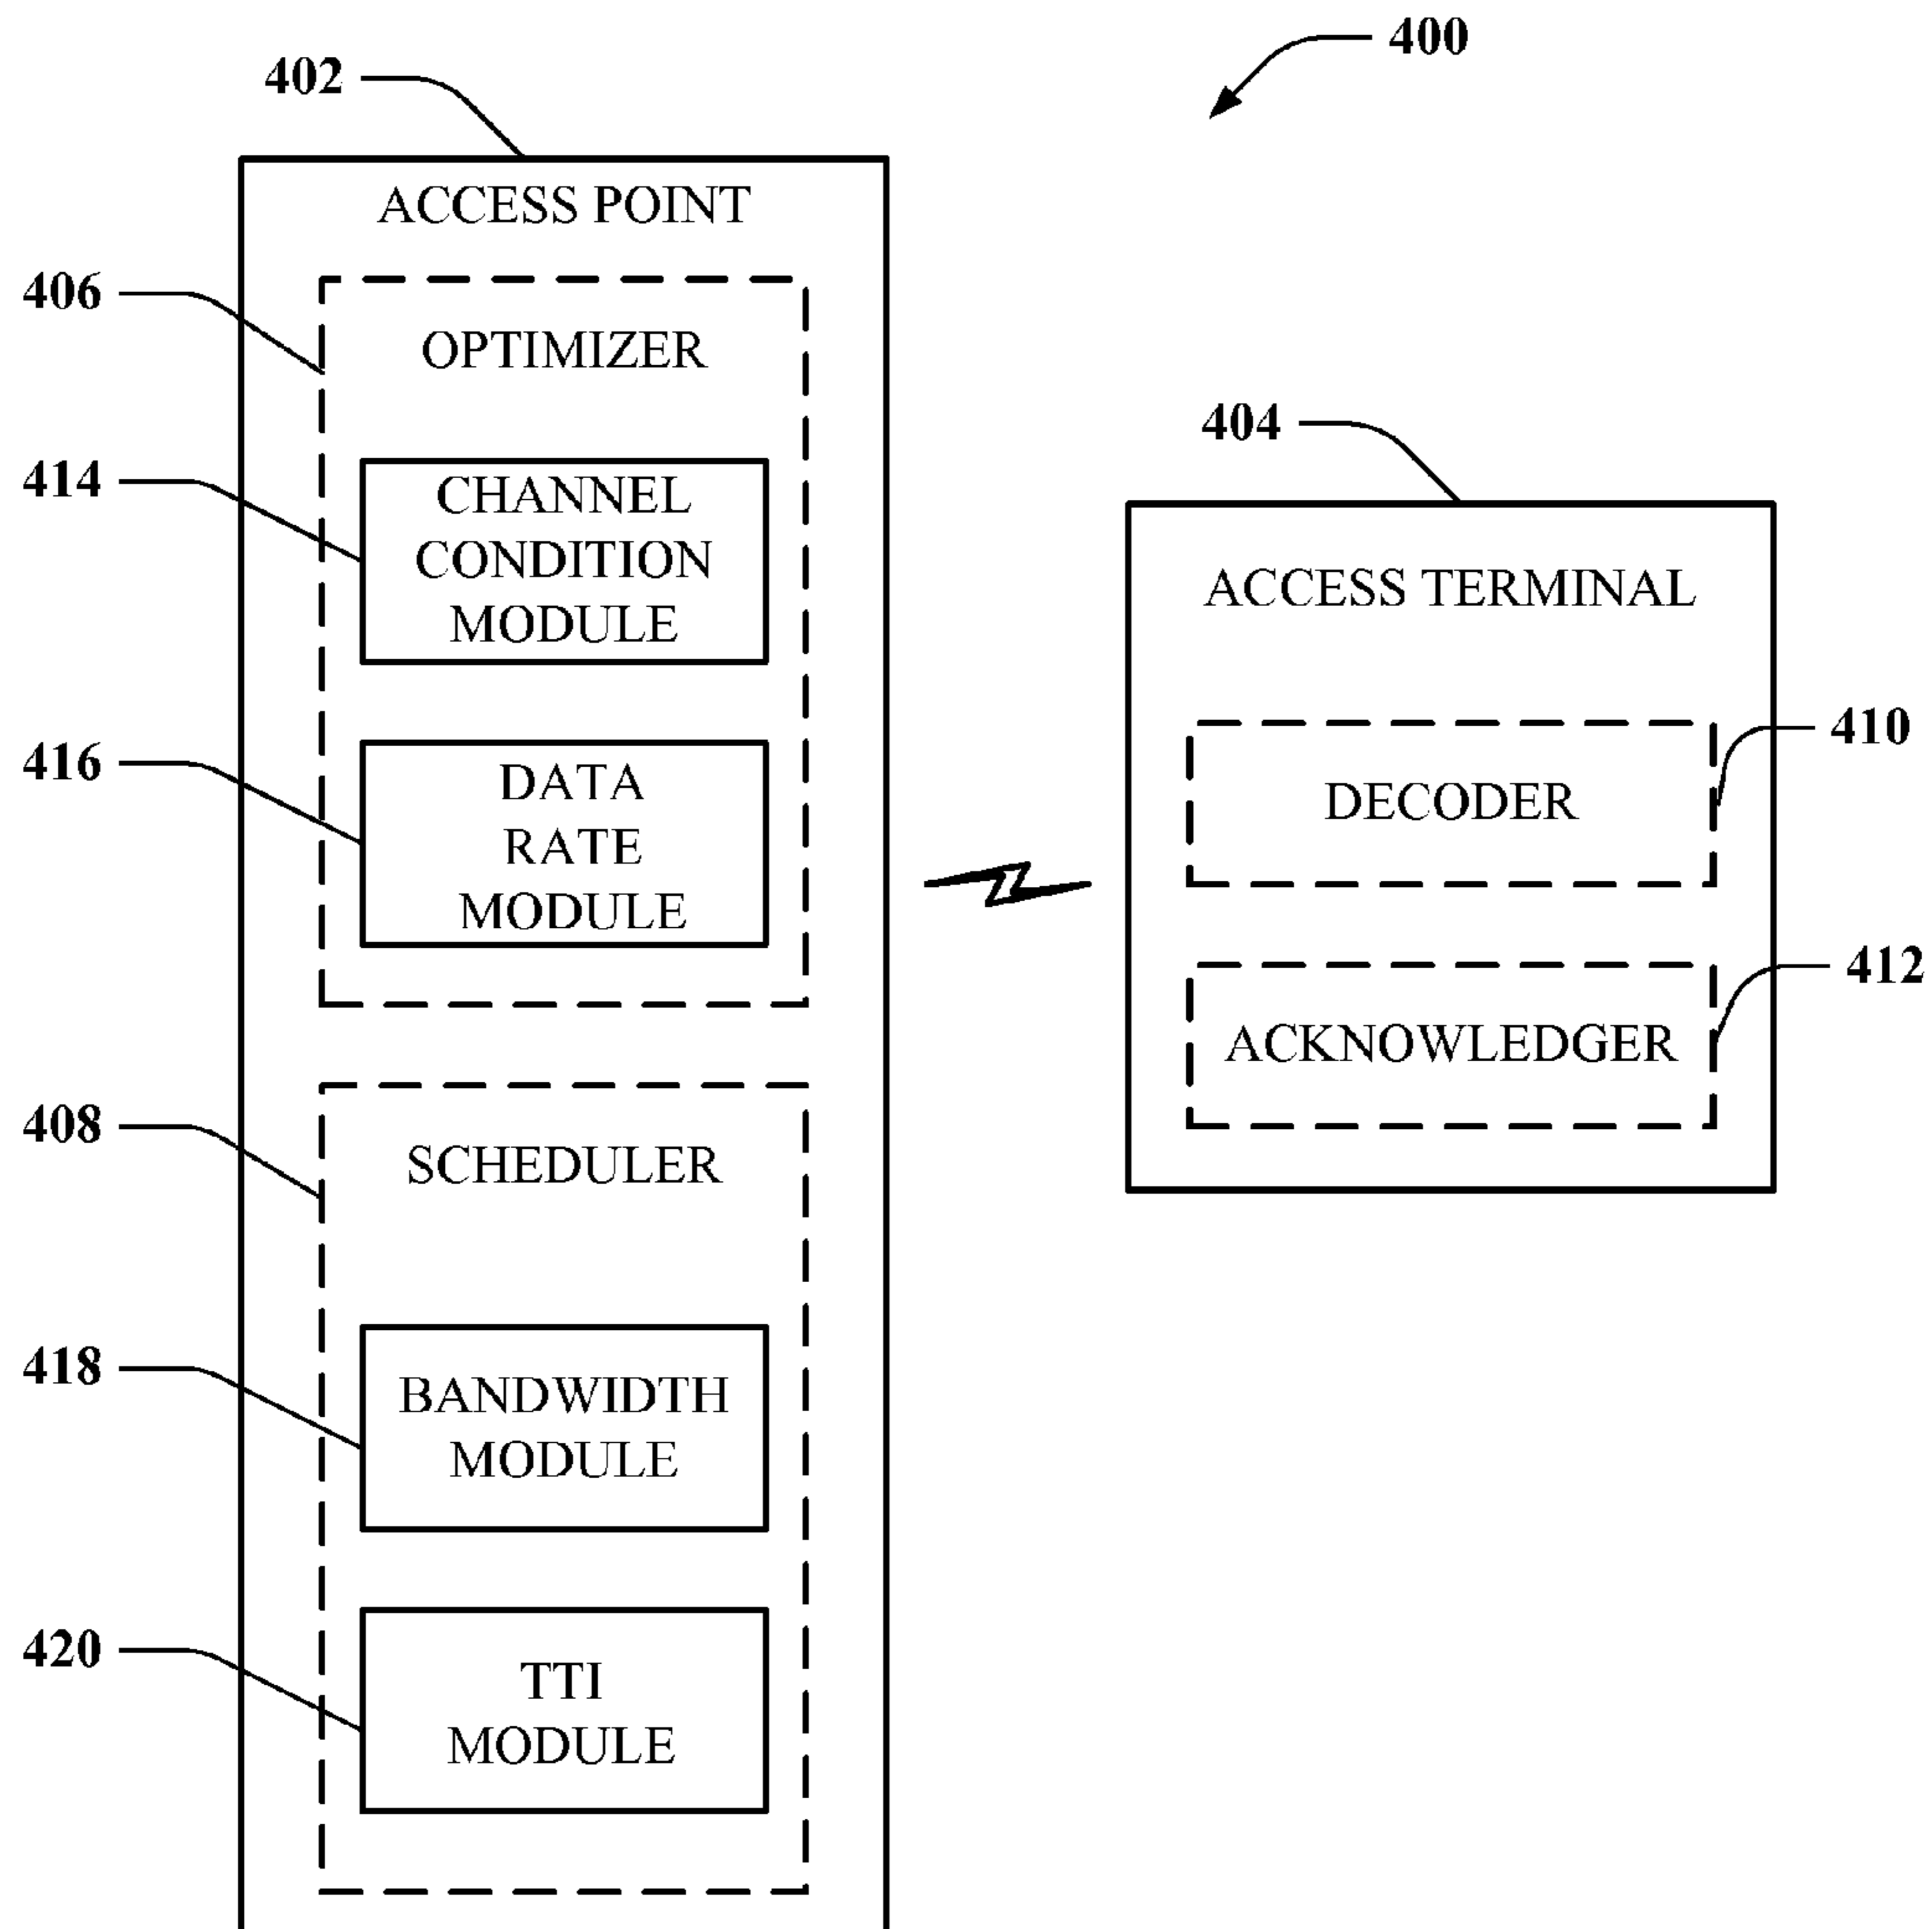 400
402
ACCESS POINT
406
OPTIMIZER
414
CHANNEL
CONDITION
MODULE
416
DATA
RATE
MODULE
408
SCHEDULER
418
BANDWIDTH
MODULE
420
TTI
MODULE
404
ACCESS TERMINAL
410
DECODER
412
ACKNOWLEDGER